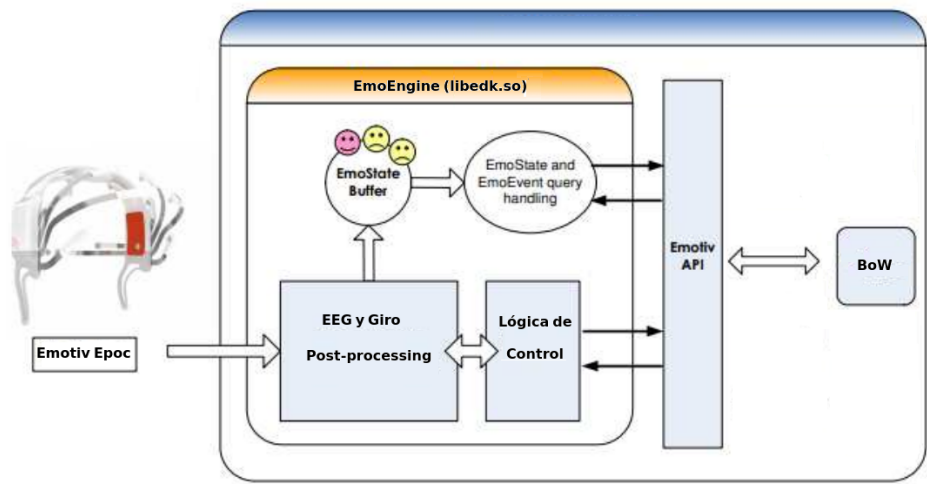 EmoEngine (libedk.so)
EmoState
Buffer
EmoState and
EmoEvent query
handling
Emotiv
API
BoW
EEG y Giro
Post-processing
Lógica de
Control
Emotiv Epoc